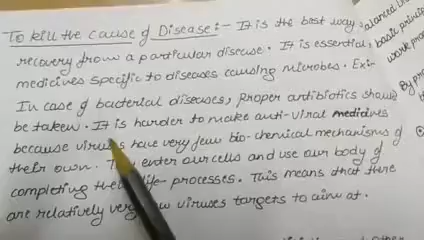 To kill the cause of Disease:- It is the best way,
recovery from a particular disease. It is essential,
medicines specific to diseases causing microbes. Ex:-
In case of bacterial diseases, proper antibiotics should
be taken. It is harder to make anti-viral medicines
because viruses have very few bio-chemical mechanisms of
their own. They enter our cells and use our body of
completing their life processes. This means that there
are relatively very few viruses targets to aim at.
basic
work
By